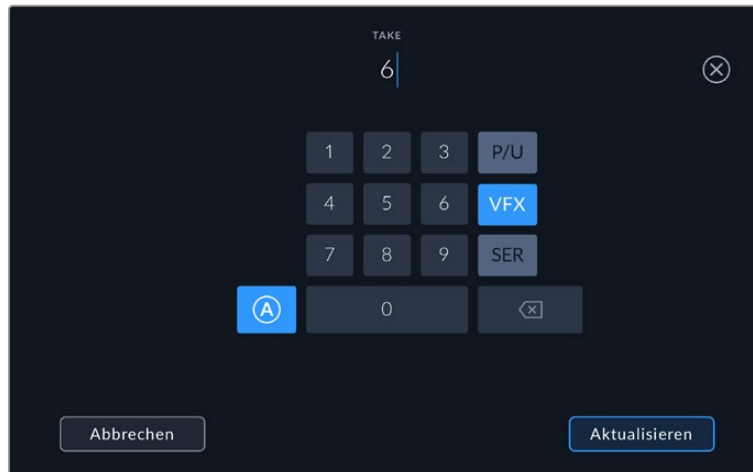 TAKE
6
1 2 3 P/U
4 5 6 VFX
7 8 9 SER
A 0
Abbrechen Aktualisieren